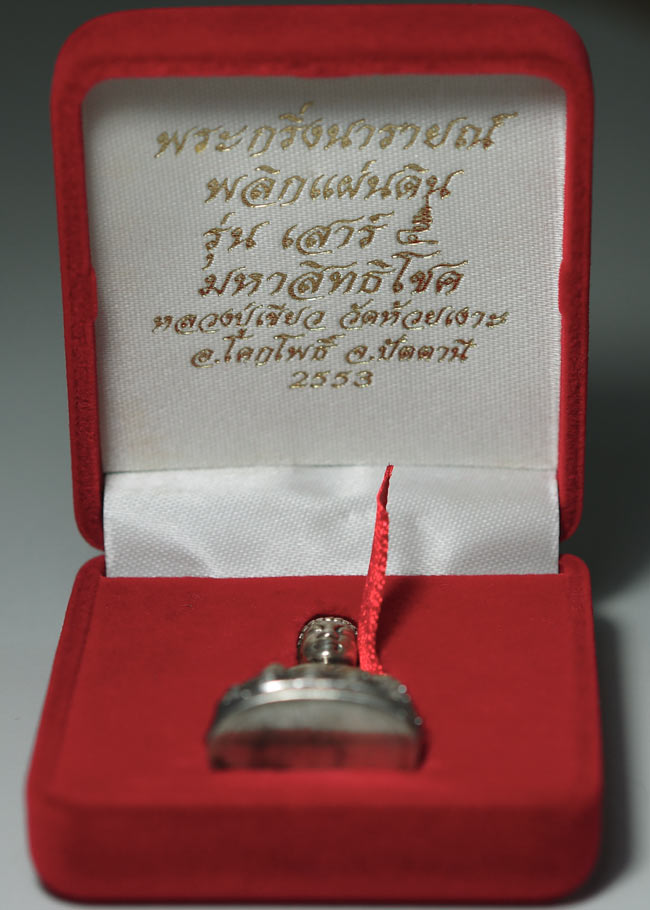 พระกริ่งนารายณ์
พลิกแผ่นดิน
รุ่น เสาร์ ๕
มหาสิทธิโชค
หลวงปู่เขียว วัดห้วยเงาะ
อ.โคกโพธิ์ จ.ปัตตานี
2553